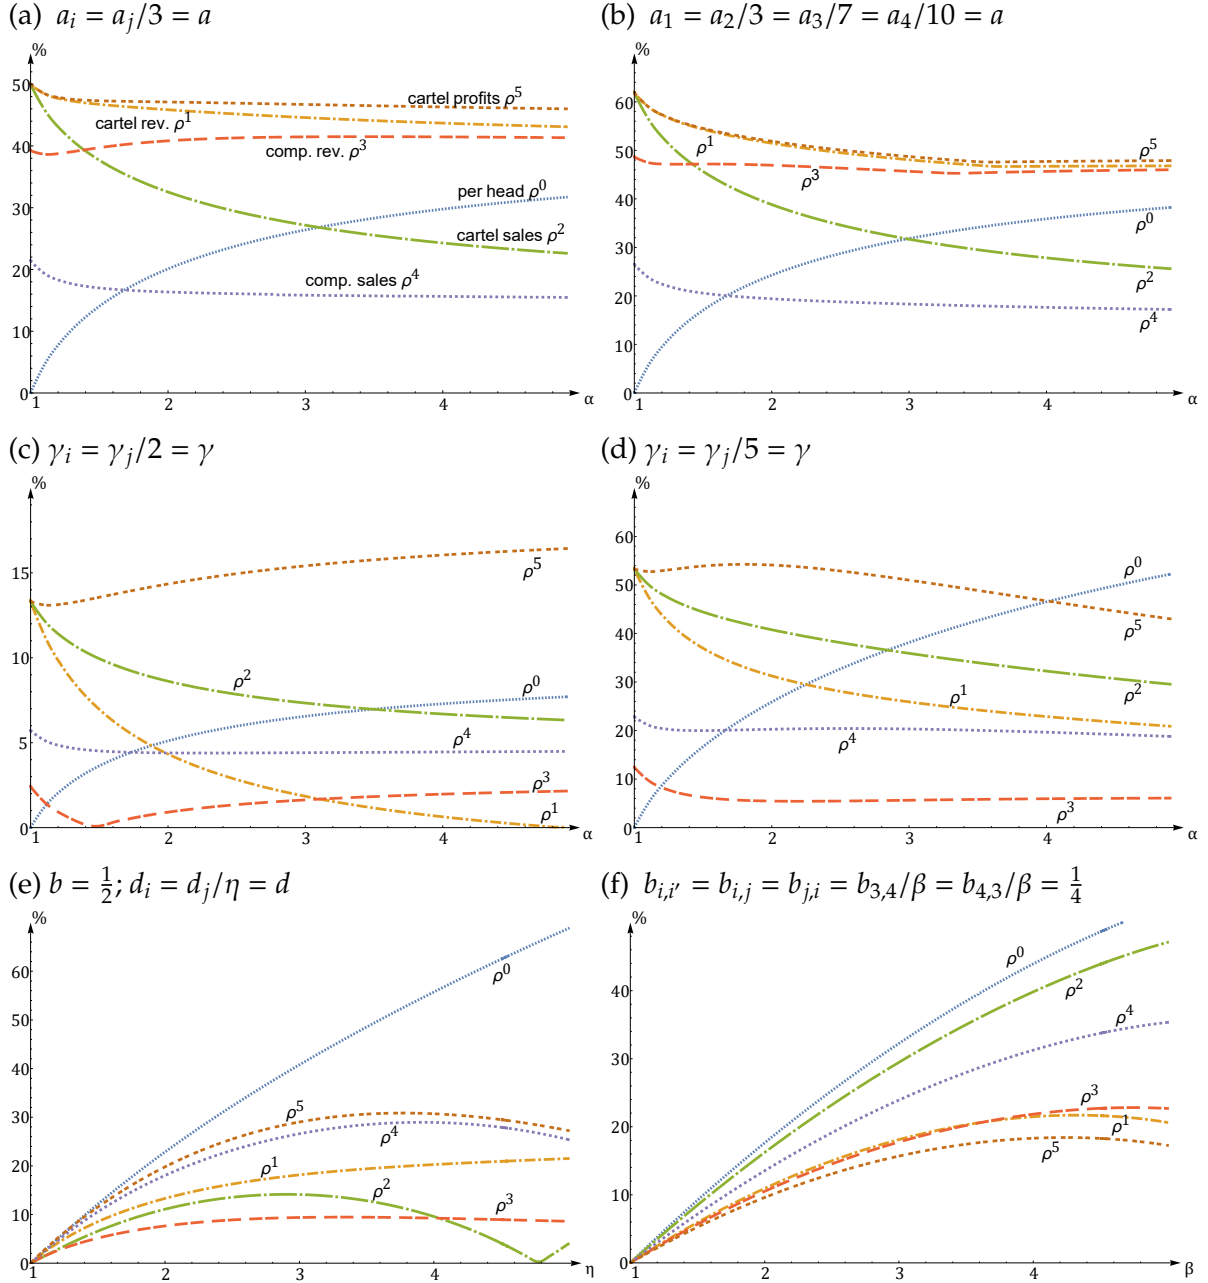 (a) a_i = a_j/3 = a
%
50
40
30
20
10
0
1
2
3
4
α
cartel profits ρ^5
cartel rev. ρ^1
comp. rev. ρ^3
per head ρ^0
cartel sales ρ^2
comp. sales ρ^4
(b) a_1 = a_2/3 = a_3/7 = a_4/10 = a
%
60
50
40
30
20
10
0
1
2
3
4
α
ρ^1
ρ^5
ρ^3
ρ^0
ρ^2
ρ^4
(c) γ_i = γ_j/2 = γ
%
15
10
5
0
1
2
3
4
α
ρ^5
ρ^2
ρ^0
ρ^4
ρ^3
ρ^1
(d) γ_i = γ_j/5 = γ
%
60
50
40
30
20
10
0
1
2
3
4
α
ρ^0
ρ^5
ρ^2
ρ^1
ρ^4
ρ^3
(e) b = 1/2; d_i = d_j/η = d
%
60
50
40
30
20
10
0
1
2
3
4
η
ρ^0
ρ^5
ρ^4
ρ^1
ρ^2
ρ^3
(f) b_{i,i′} = b_{i,j} = b_{j,i} = b_{3,4}/β = b_{4,3}/β = 1/4
%
40
30
20
10
0
1
2
3
4
β
ρ^0
ρ^2
ρ^4
ρ^3
ρ^1
ρ^5